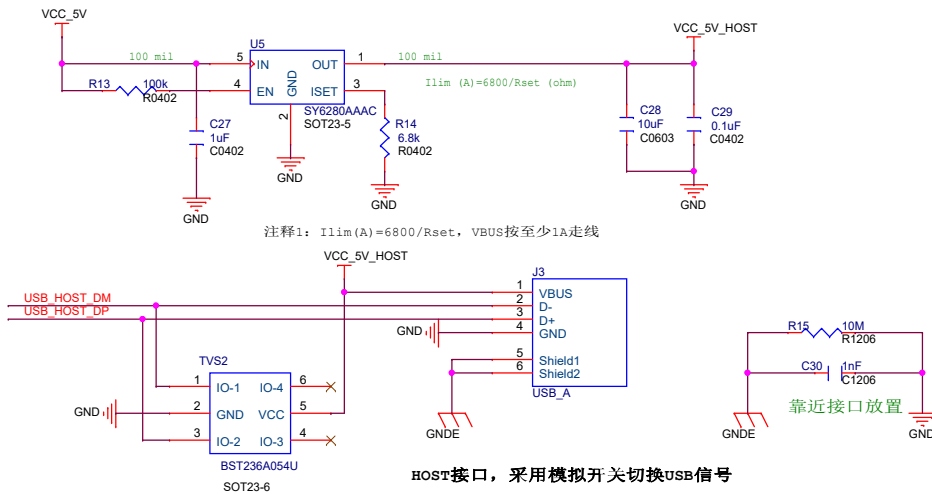 VCC_5V
VCC_5V_HOST
U5
100 mil
5
IN
OUT
1
100 mil
R13
100k
R0402
4
EN
GND
ISET
3
Ilim (A)=6800/Rset (ohm)
2
SY6280AAAC
SOT23-5
C27
1uF
C0402
R14
6.8k
R0402
C28
10uF
C0603
C29
0.1uF
C0402
GND
GND
GND
GND
注释1: Ilim(A)=6800/Rset, VBUS按至少1A走线
VCC_5V_HOST
J3
USB_HOST_DM
USB_HOST_DP
1
VBUS
2
D-
3
D+
GND
4
GND
5
Shield1
6
Shield2
USB_A
GNDE
TVS2
1
IO-1
IO-4
6
GND
2
GND
VCC
5
3
IO-2
IO-3
4
BST236A054U
SOT23-6
R15
10M
R1206
C30
1nF
C1206
靠近接口放置
GNDE
GND
HOST接口，采用模拟开关切换USB信号